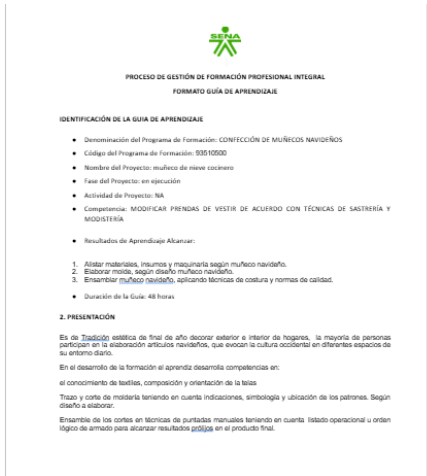 SENA
PROCESO DE GESTIÓN DE FORMACIÓN PROFESIONAL INTEGRAL
FORMATO GUÍA DE APRENDIZAJE
IDENTIFICACIÓN DE LA GUIA DE APRENDIZAJE
● Denominación del Programa de Formación: CONFECCIÓN DE MUÑECOS NAVIDEÑOS
● Código del Programa de Formación: 93510500
● Nombre del Proyecto: muñeco de nieve cocinero
● Fase del Proyecto: en ejecución
● Actividad de Proyecto: NA
● Competencia: MODIFICAR PRENDAS DE VESTIR DE ACUERDO CON TÉCNICAS DE SASTRERÍA Y
MODISTERÍA
● Resultados de Aprendizaje Alcanzar:
1. Alistar materiales, insumos y maquinaria según muñeco navideño.
2. Elaborar molde, según diseño muñeco navideño.
3. Ensamblar muñeco navideño, aplicando técnicas de costura y normas de calidad.
● Duración de la Guía: 48 horas
2. PRESENTACIÓN
Es de Tradición estética de final de año decorar exterior e interior de hogares, la mayoría de personas
participan en la elaboración artículos navideños, que evocan la cultura occidental en diferentes espacios de
su entorno diario.
En el desarrollo de la formación el aprendiz desarrolla competencias en:
el conocimiento de textiles, composición y orientación de la telas
Trazo y corte de moldería teniendo en cuenta indicaciones, simbología y ubicación de los patrones. Según
diseño a elaborar.
Ensamble de los cortes en técnicas de puntadas manuales teniendo en cuenta listado operacional u orden
lógico de armado para alcanzar resultados prólijos en el producto final.